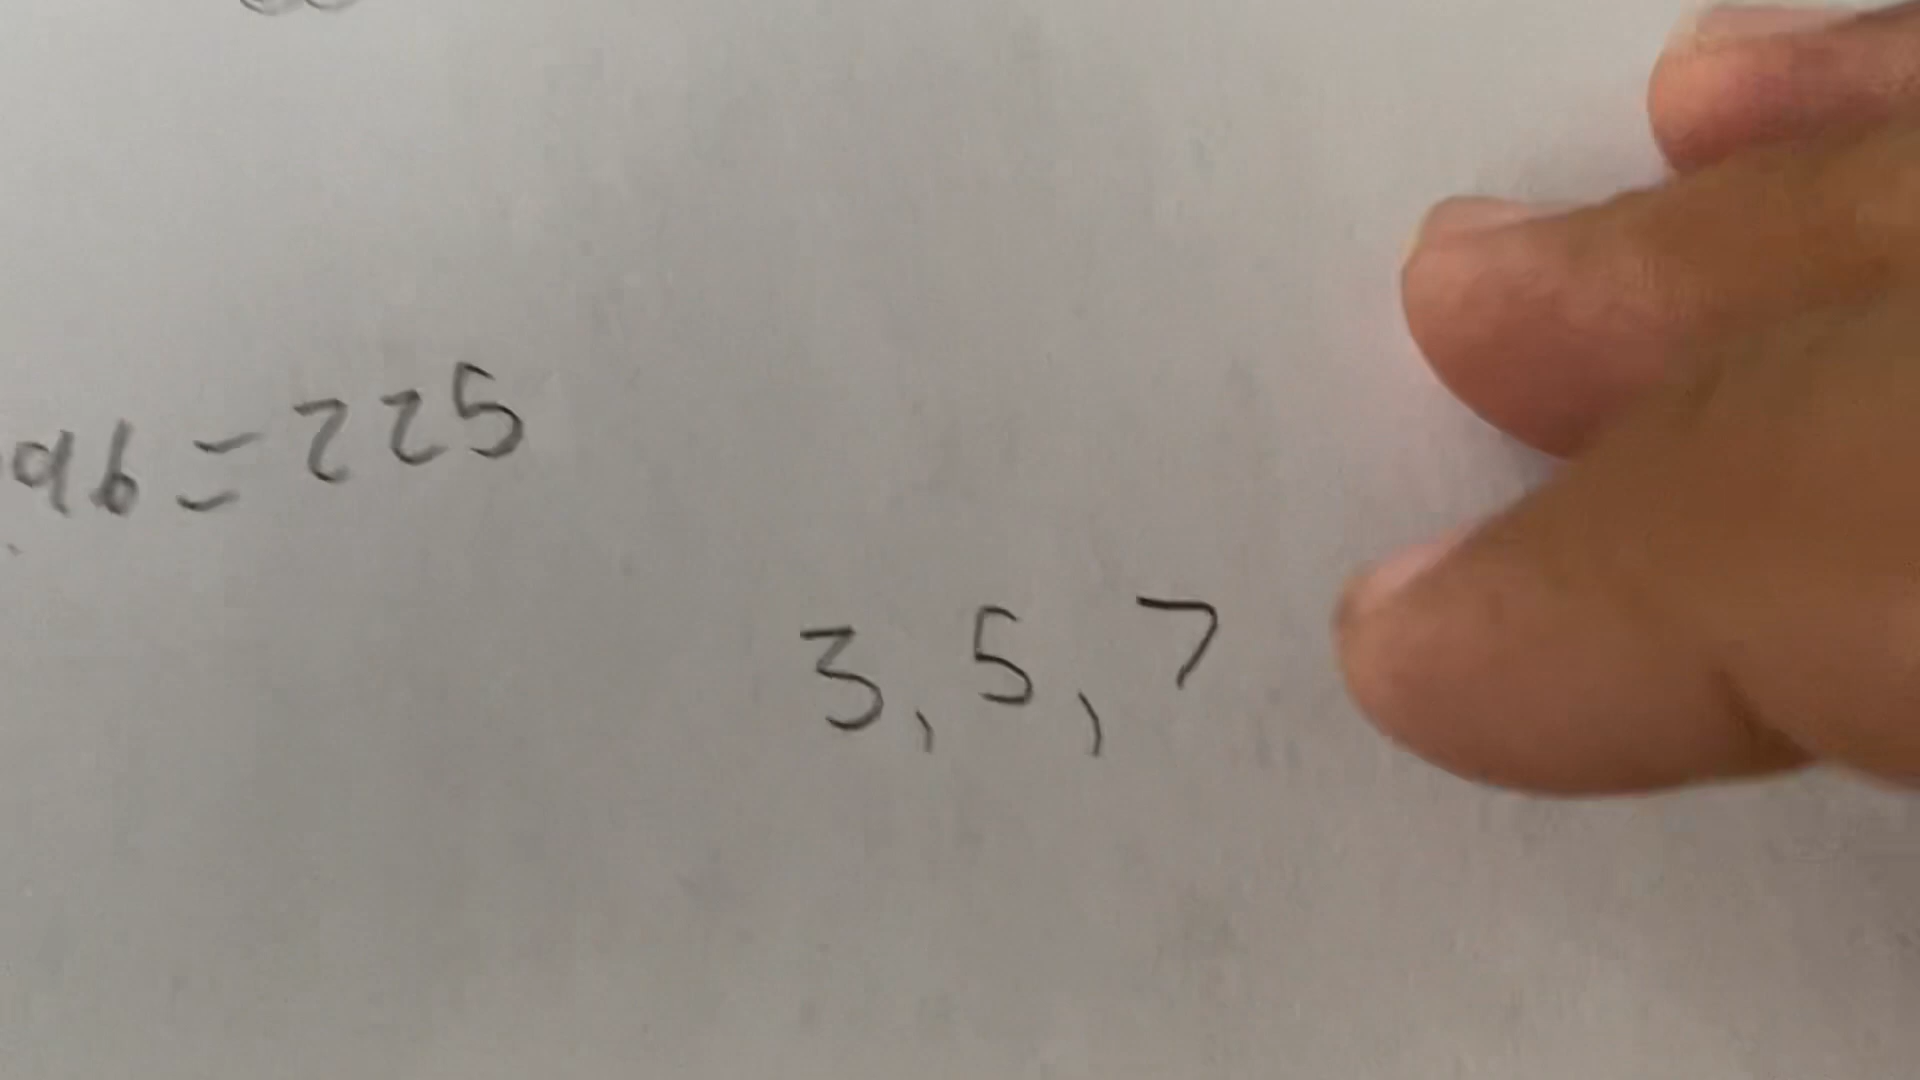 ab = 225
3, 5, 7